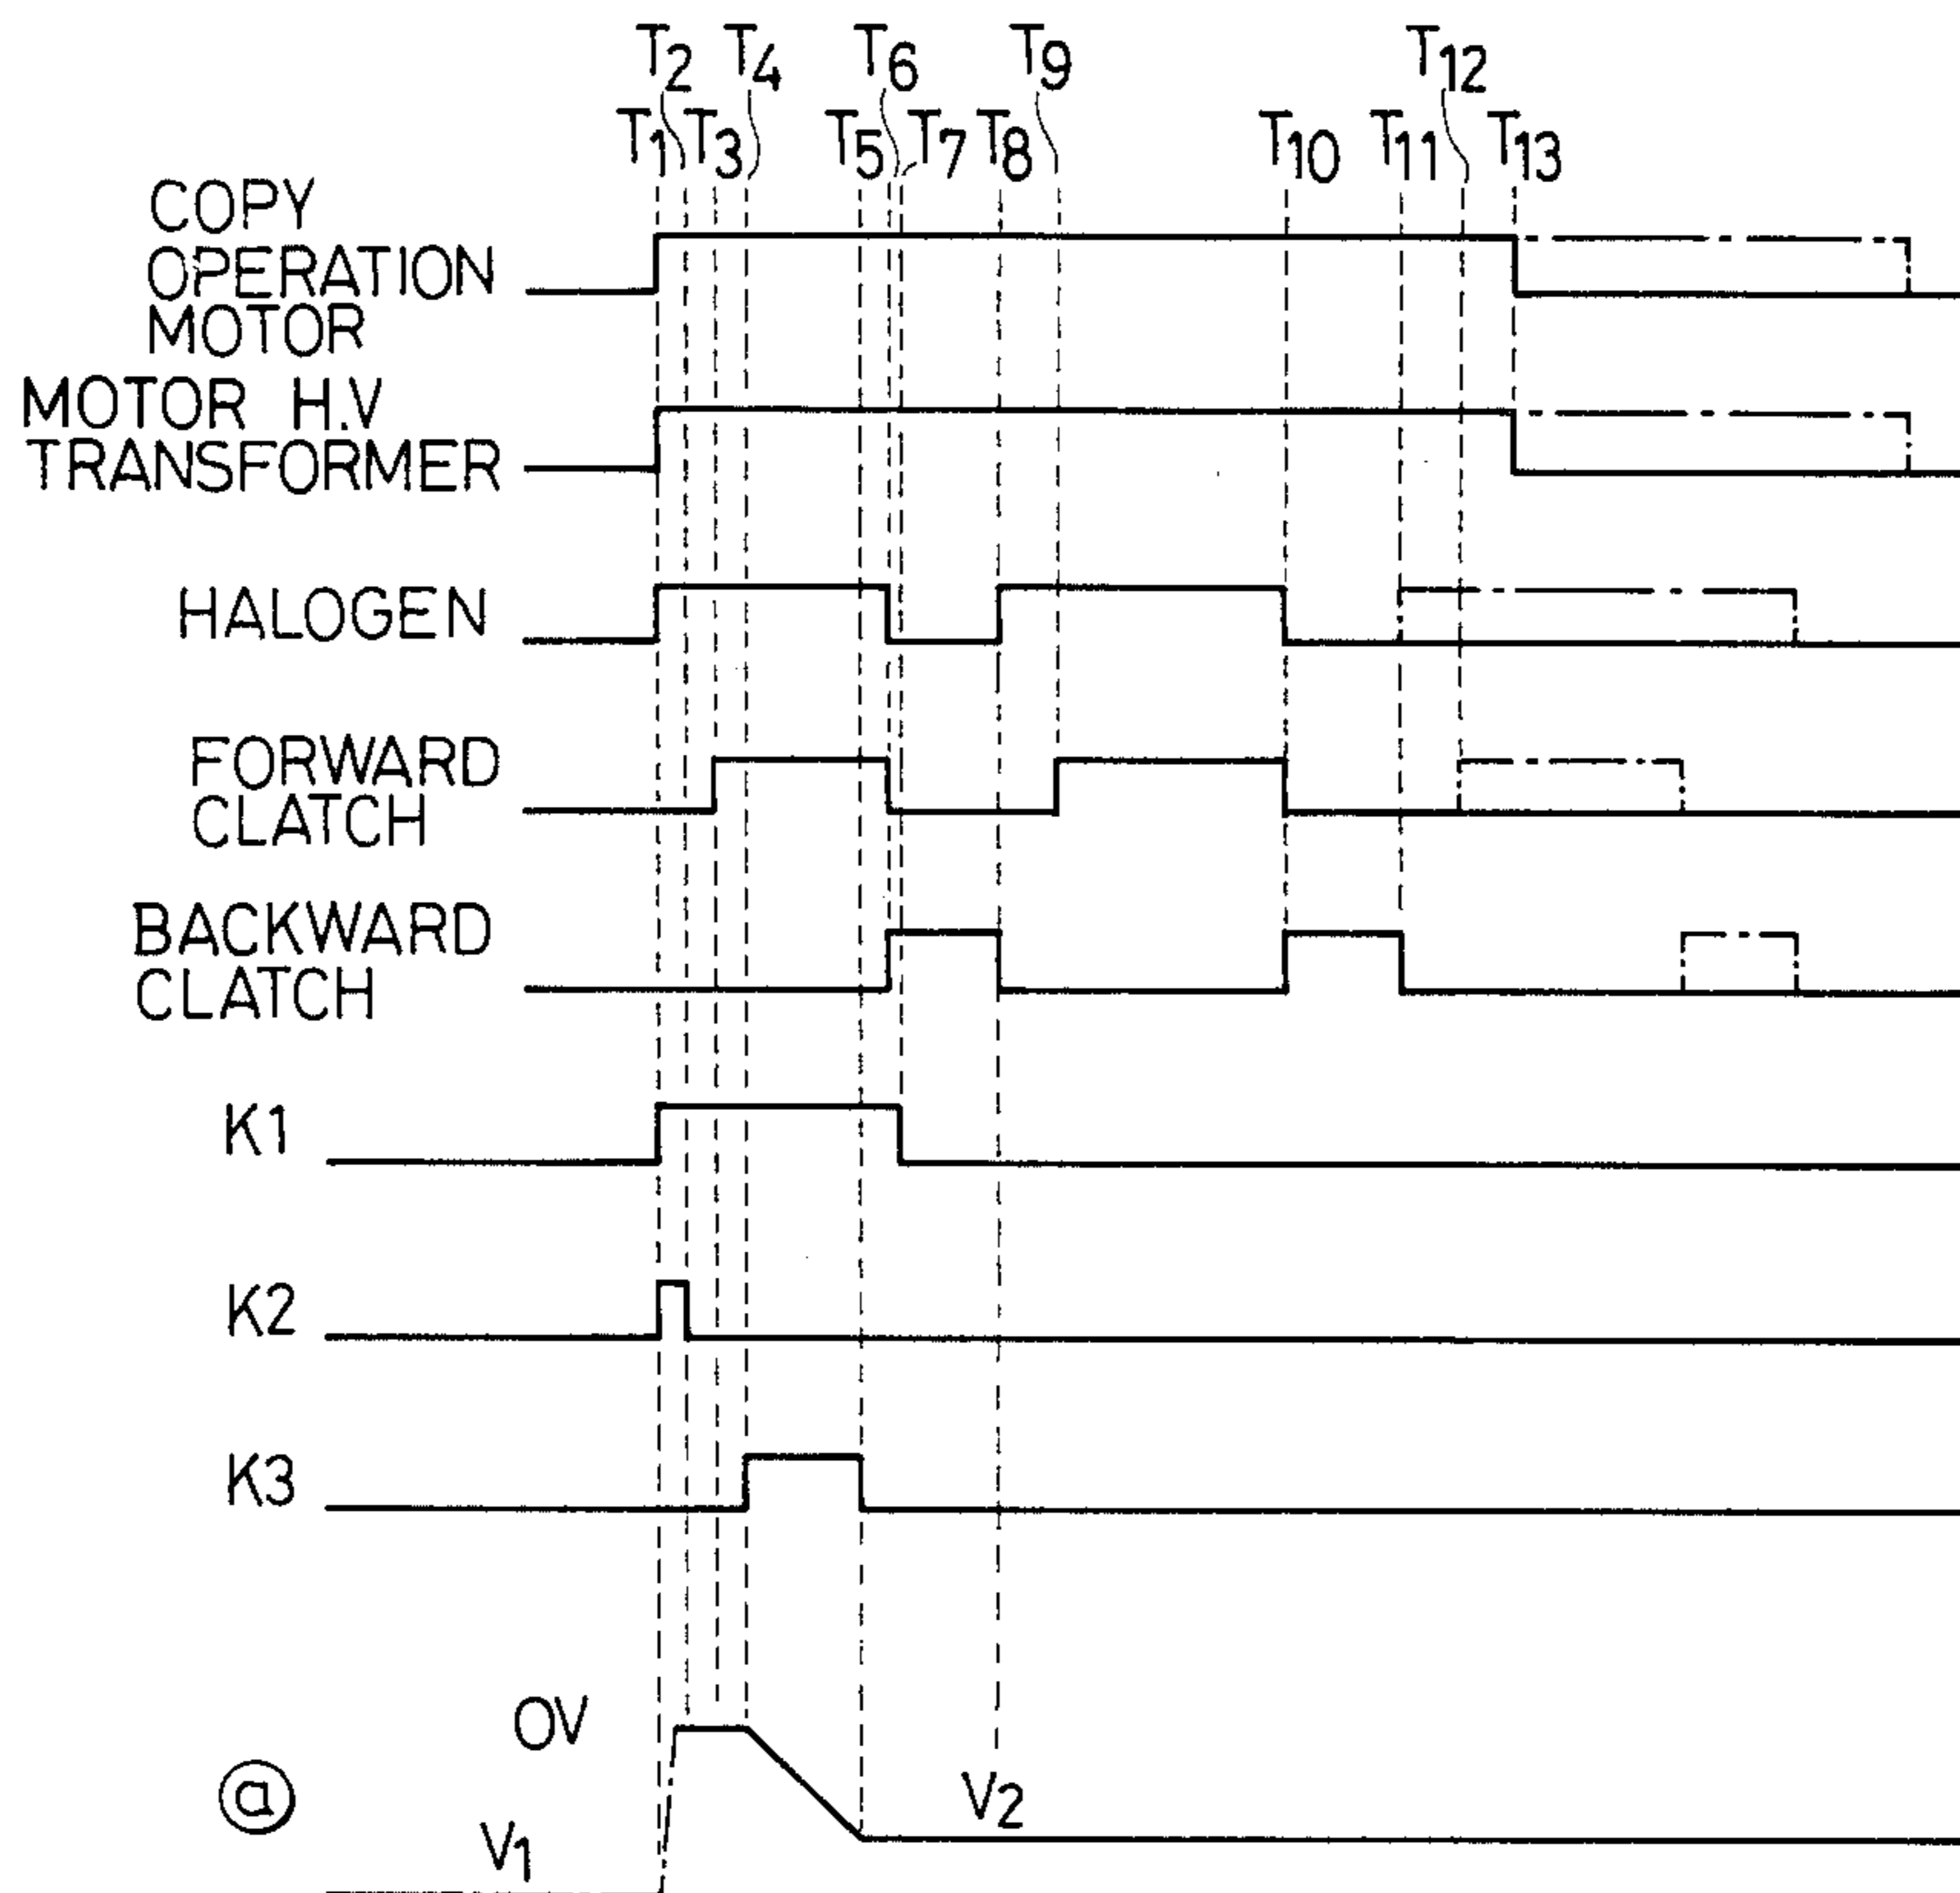 T2 T4 T6 T9 T12
T1 T3 T5 T7 T8 T10 T11 T13
COPY
OPERATION
MOTOR
MOTOR H.V
TRANSFORMER
HALOGEN
FORWARD
CLATCH
BACKWARD
CLATCH
K1
K2
K3
OV
ⓐ
V2
V1